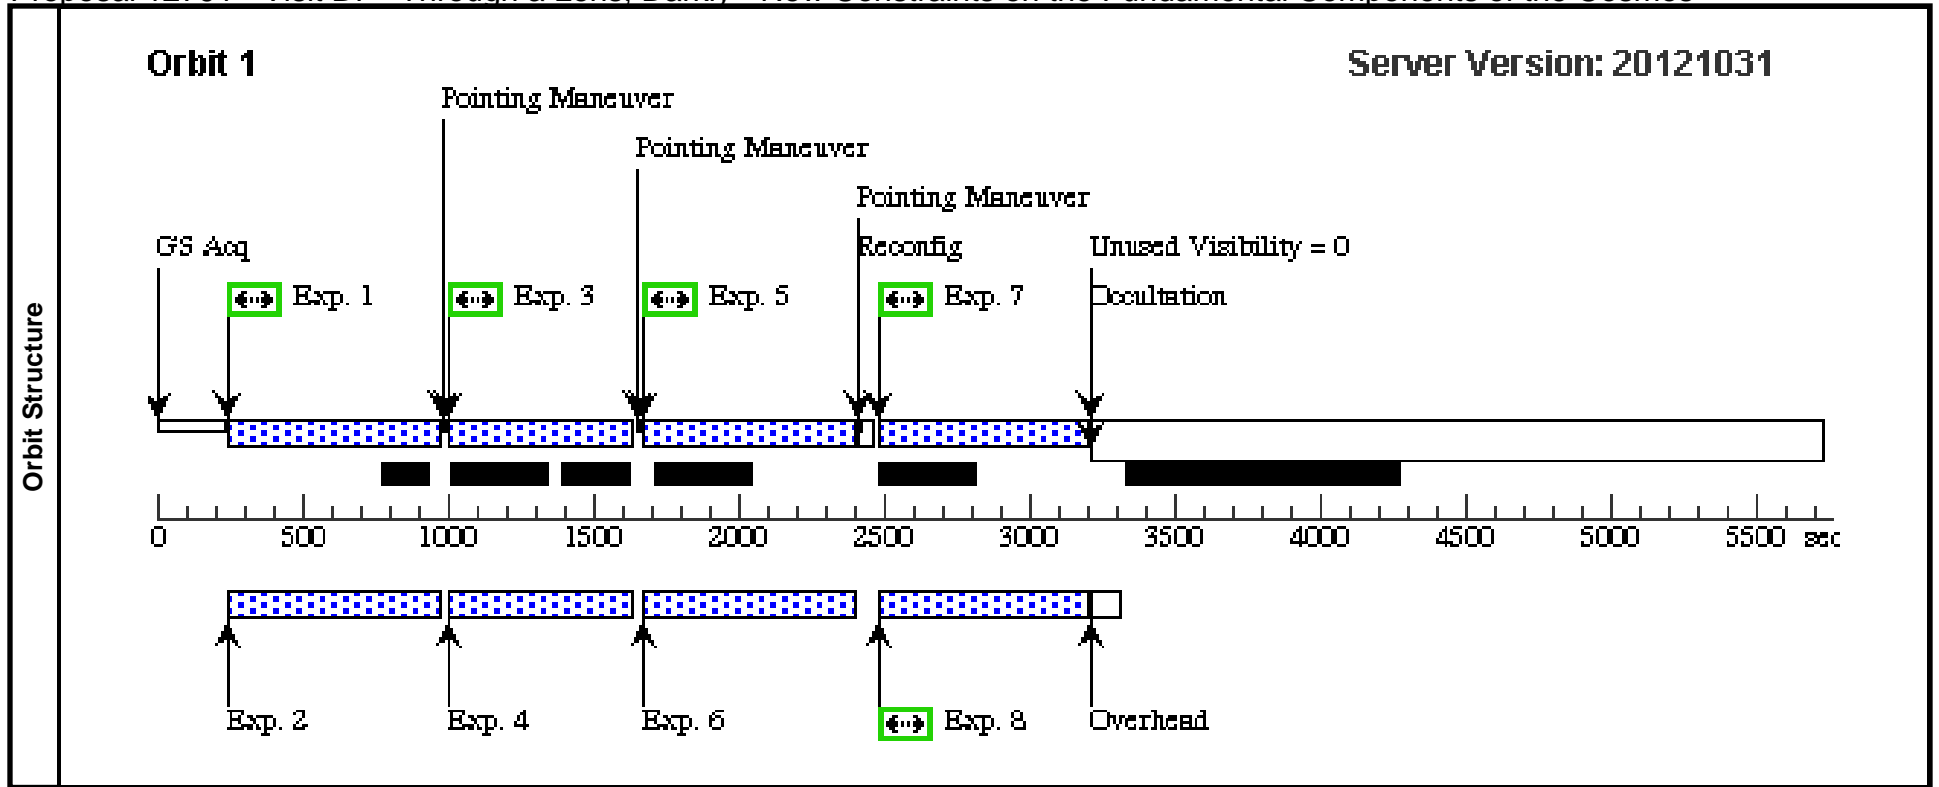 Orbit 1
Server Version: 20121031
Pointing Maneuver
Pointing Maneuver
Pointing Maneuver
GS Acq
Reconfig
Unused Visibility = 0
Exp. 1
Exp. 3
Exp. 5
Exp. 7
Occultation
Orbit Structure
0 500 1000 1500 2000 2500 3000 3500 4000 4500 5000 5500 sec
Exp. 2
Exp. 4
Exp. 6
Exp. 8
Overhead